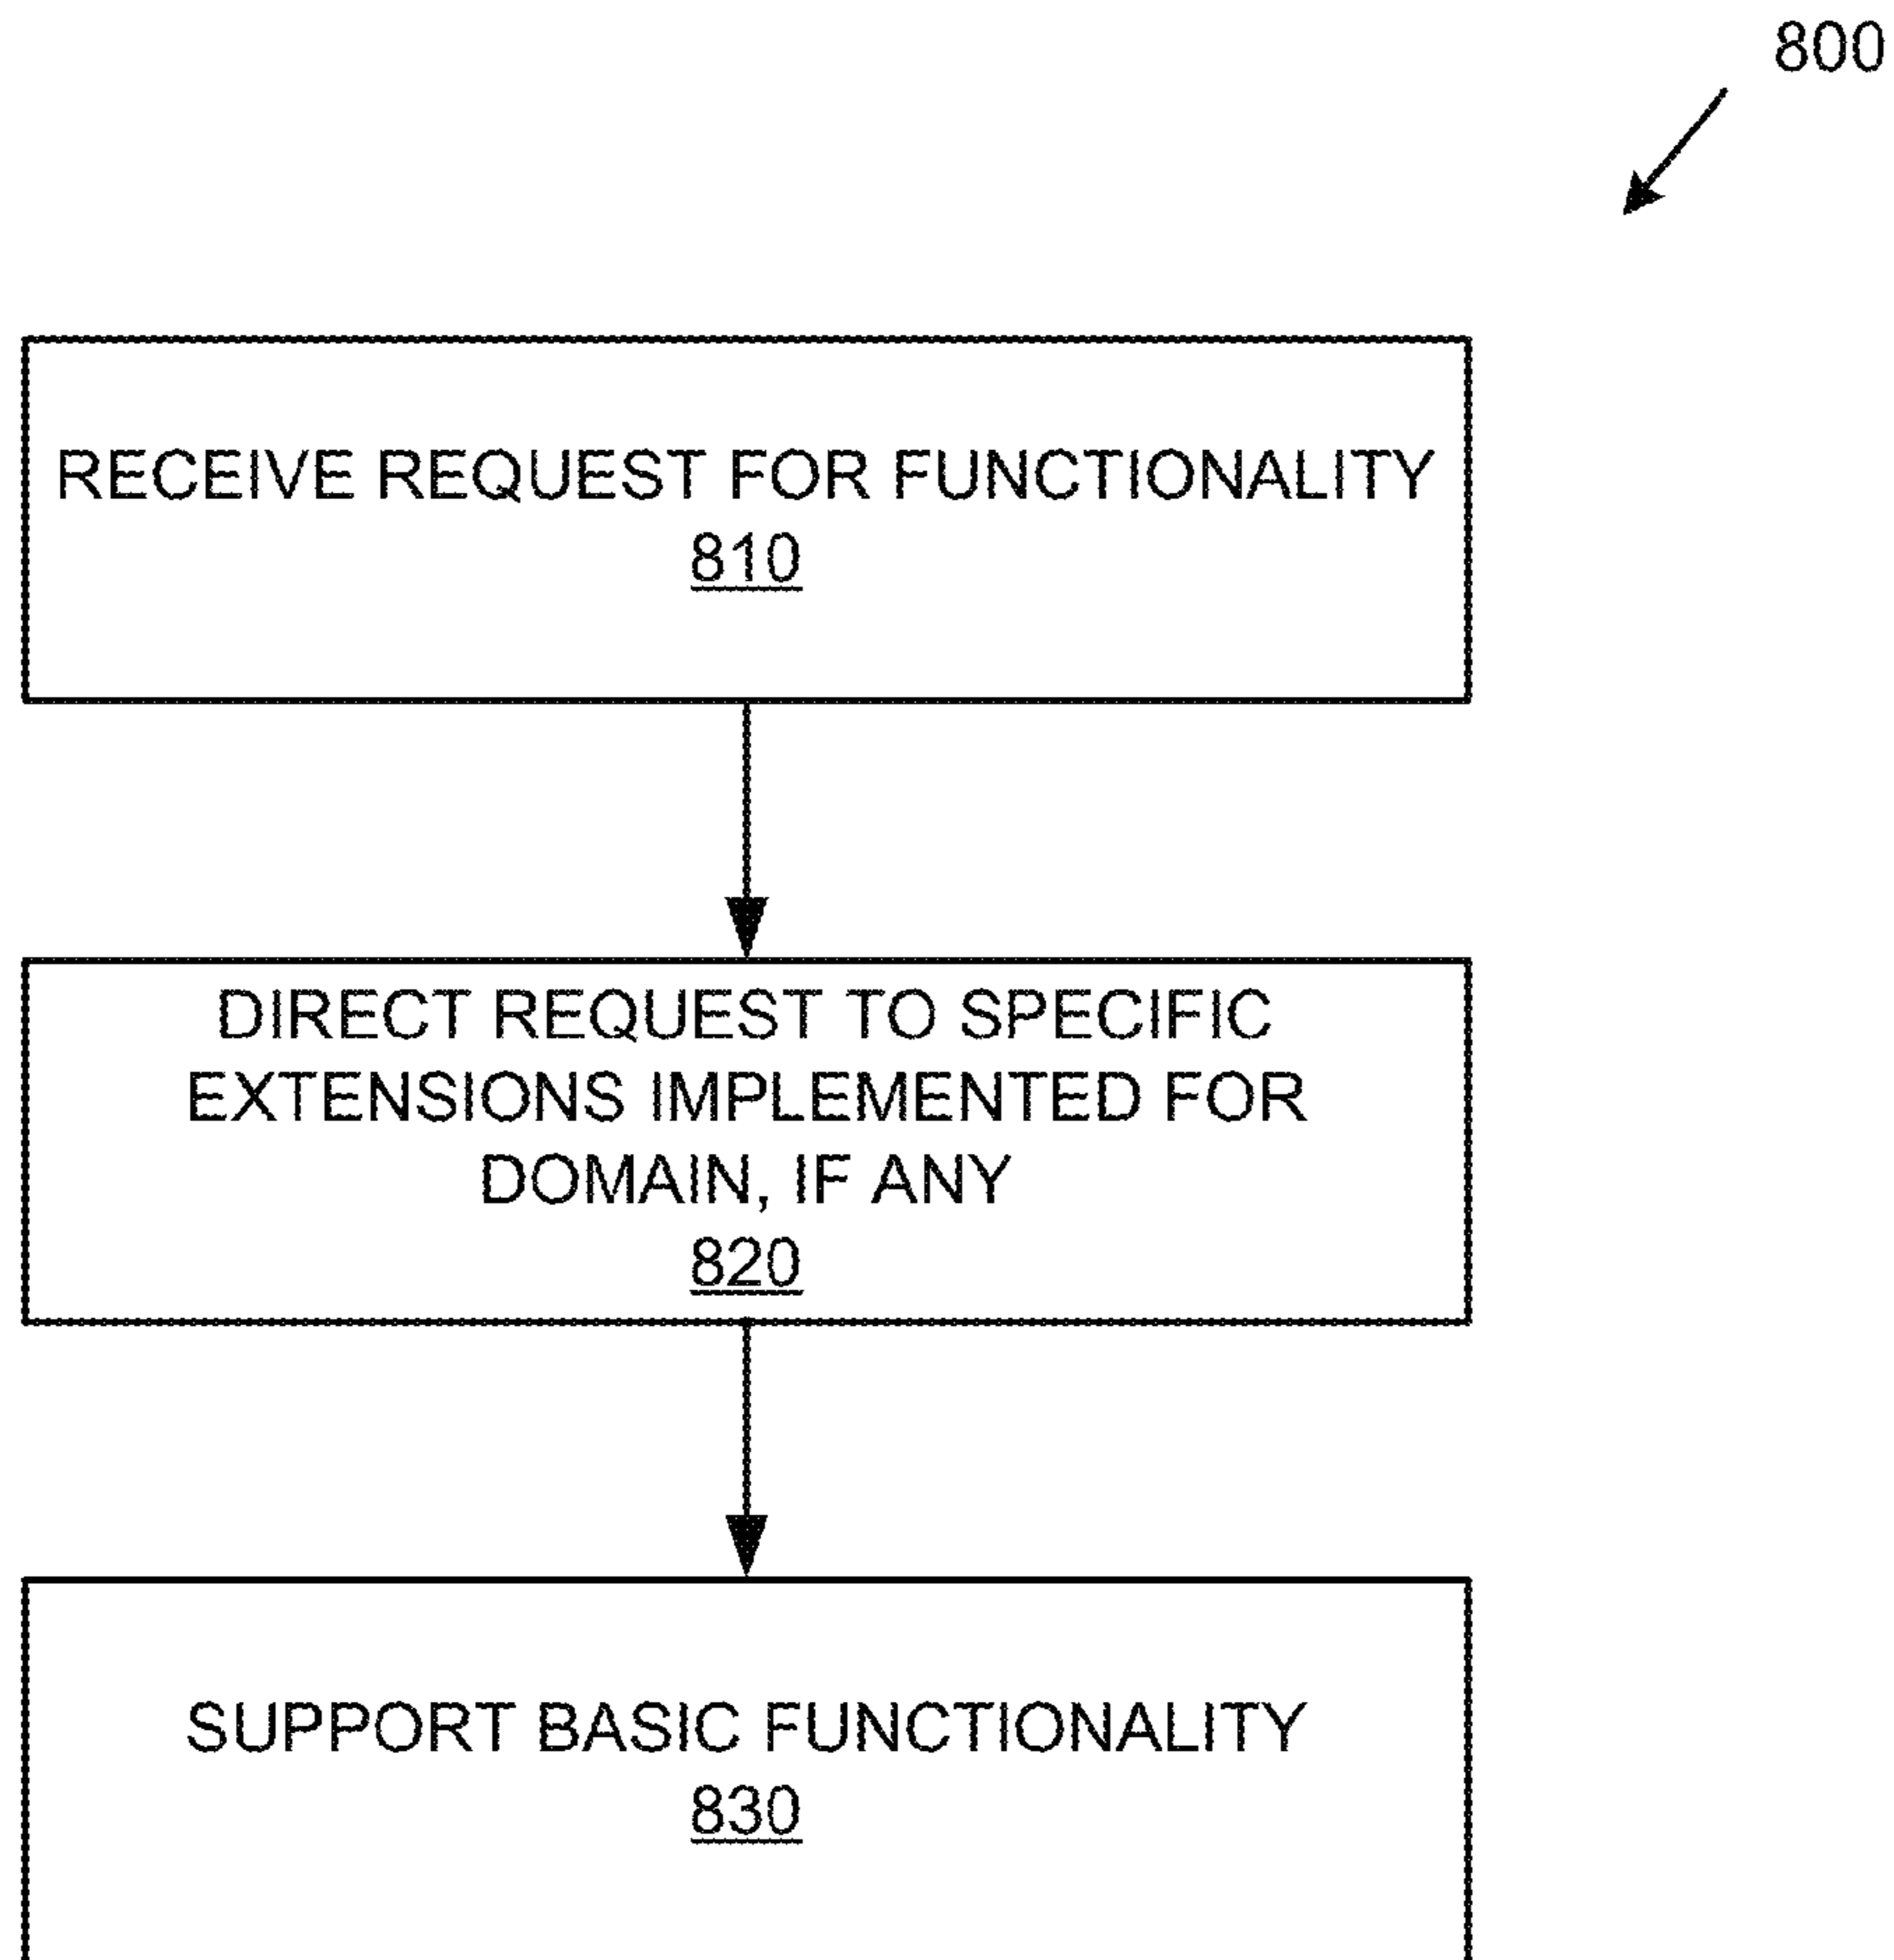 800
RECEIVE REQUEST FOR FUNCTIONALITY
810
DIRECT REQUEST TO SPECIFIC
EXTENSIONS IMPLEMENTED FOR
DOMAIN, IF ANY
820
SUPPORT BASIC FUNCTIONALITY
830